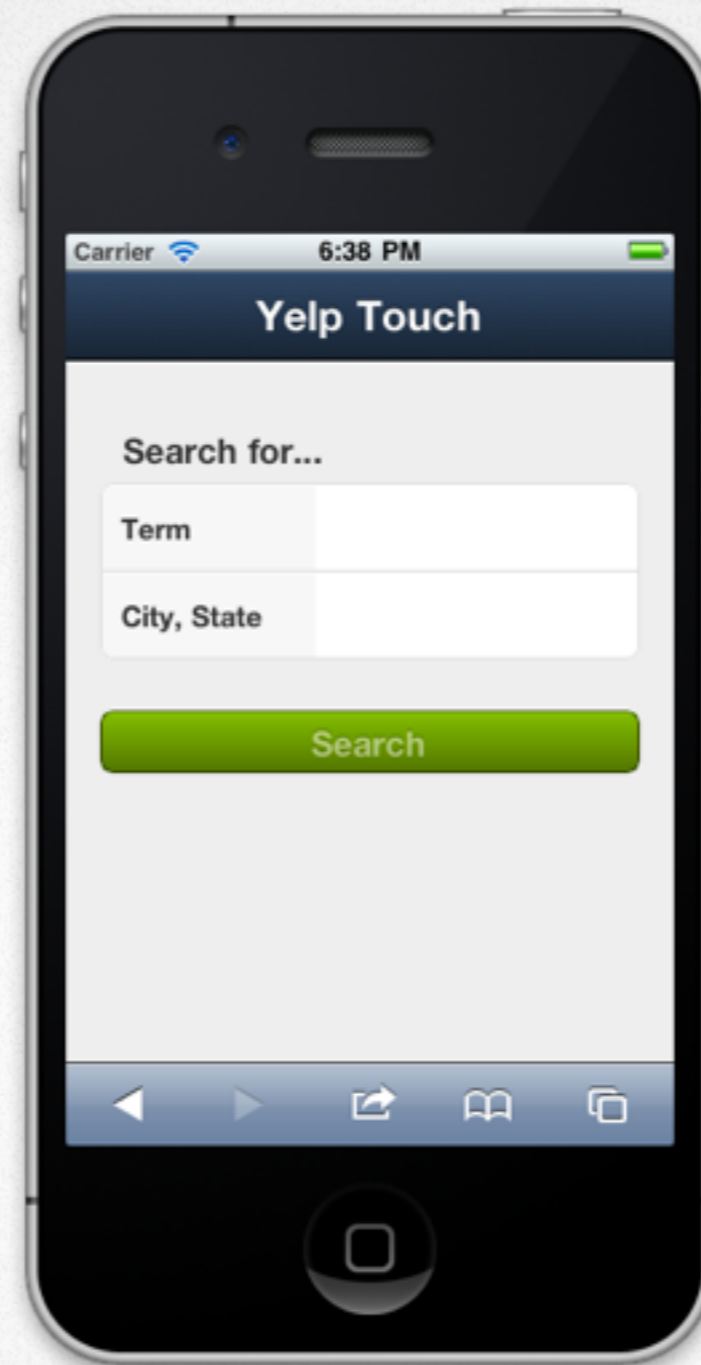 Carrier 6:38 PM
Yelp Touch
Search for...
Term
City, State
Search